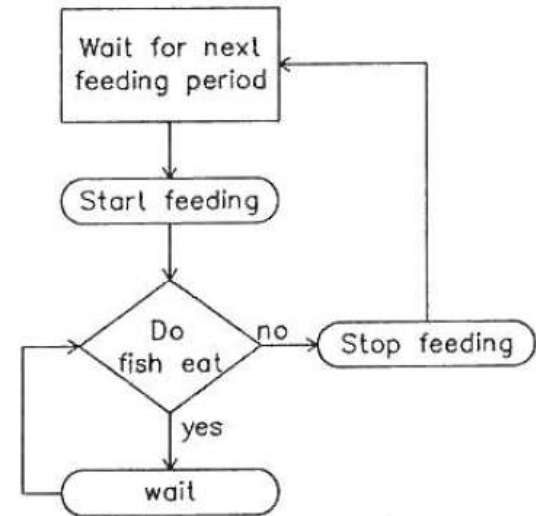 Wait for next
feeding period
Start feeding
Do
fish eat
no
Stop feeding
yes
wait